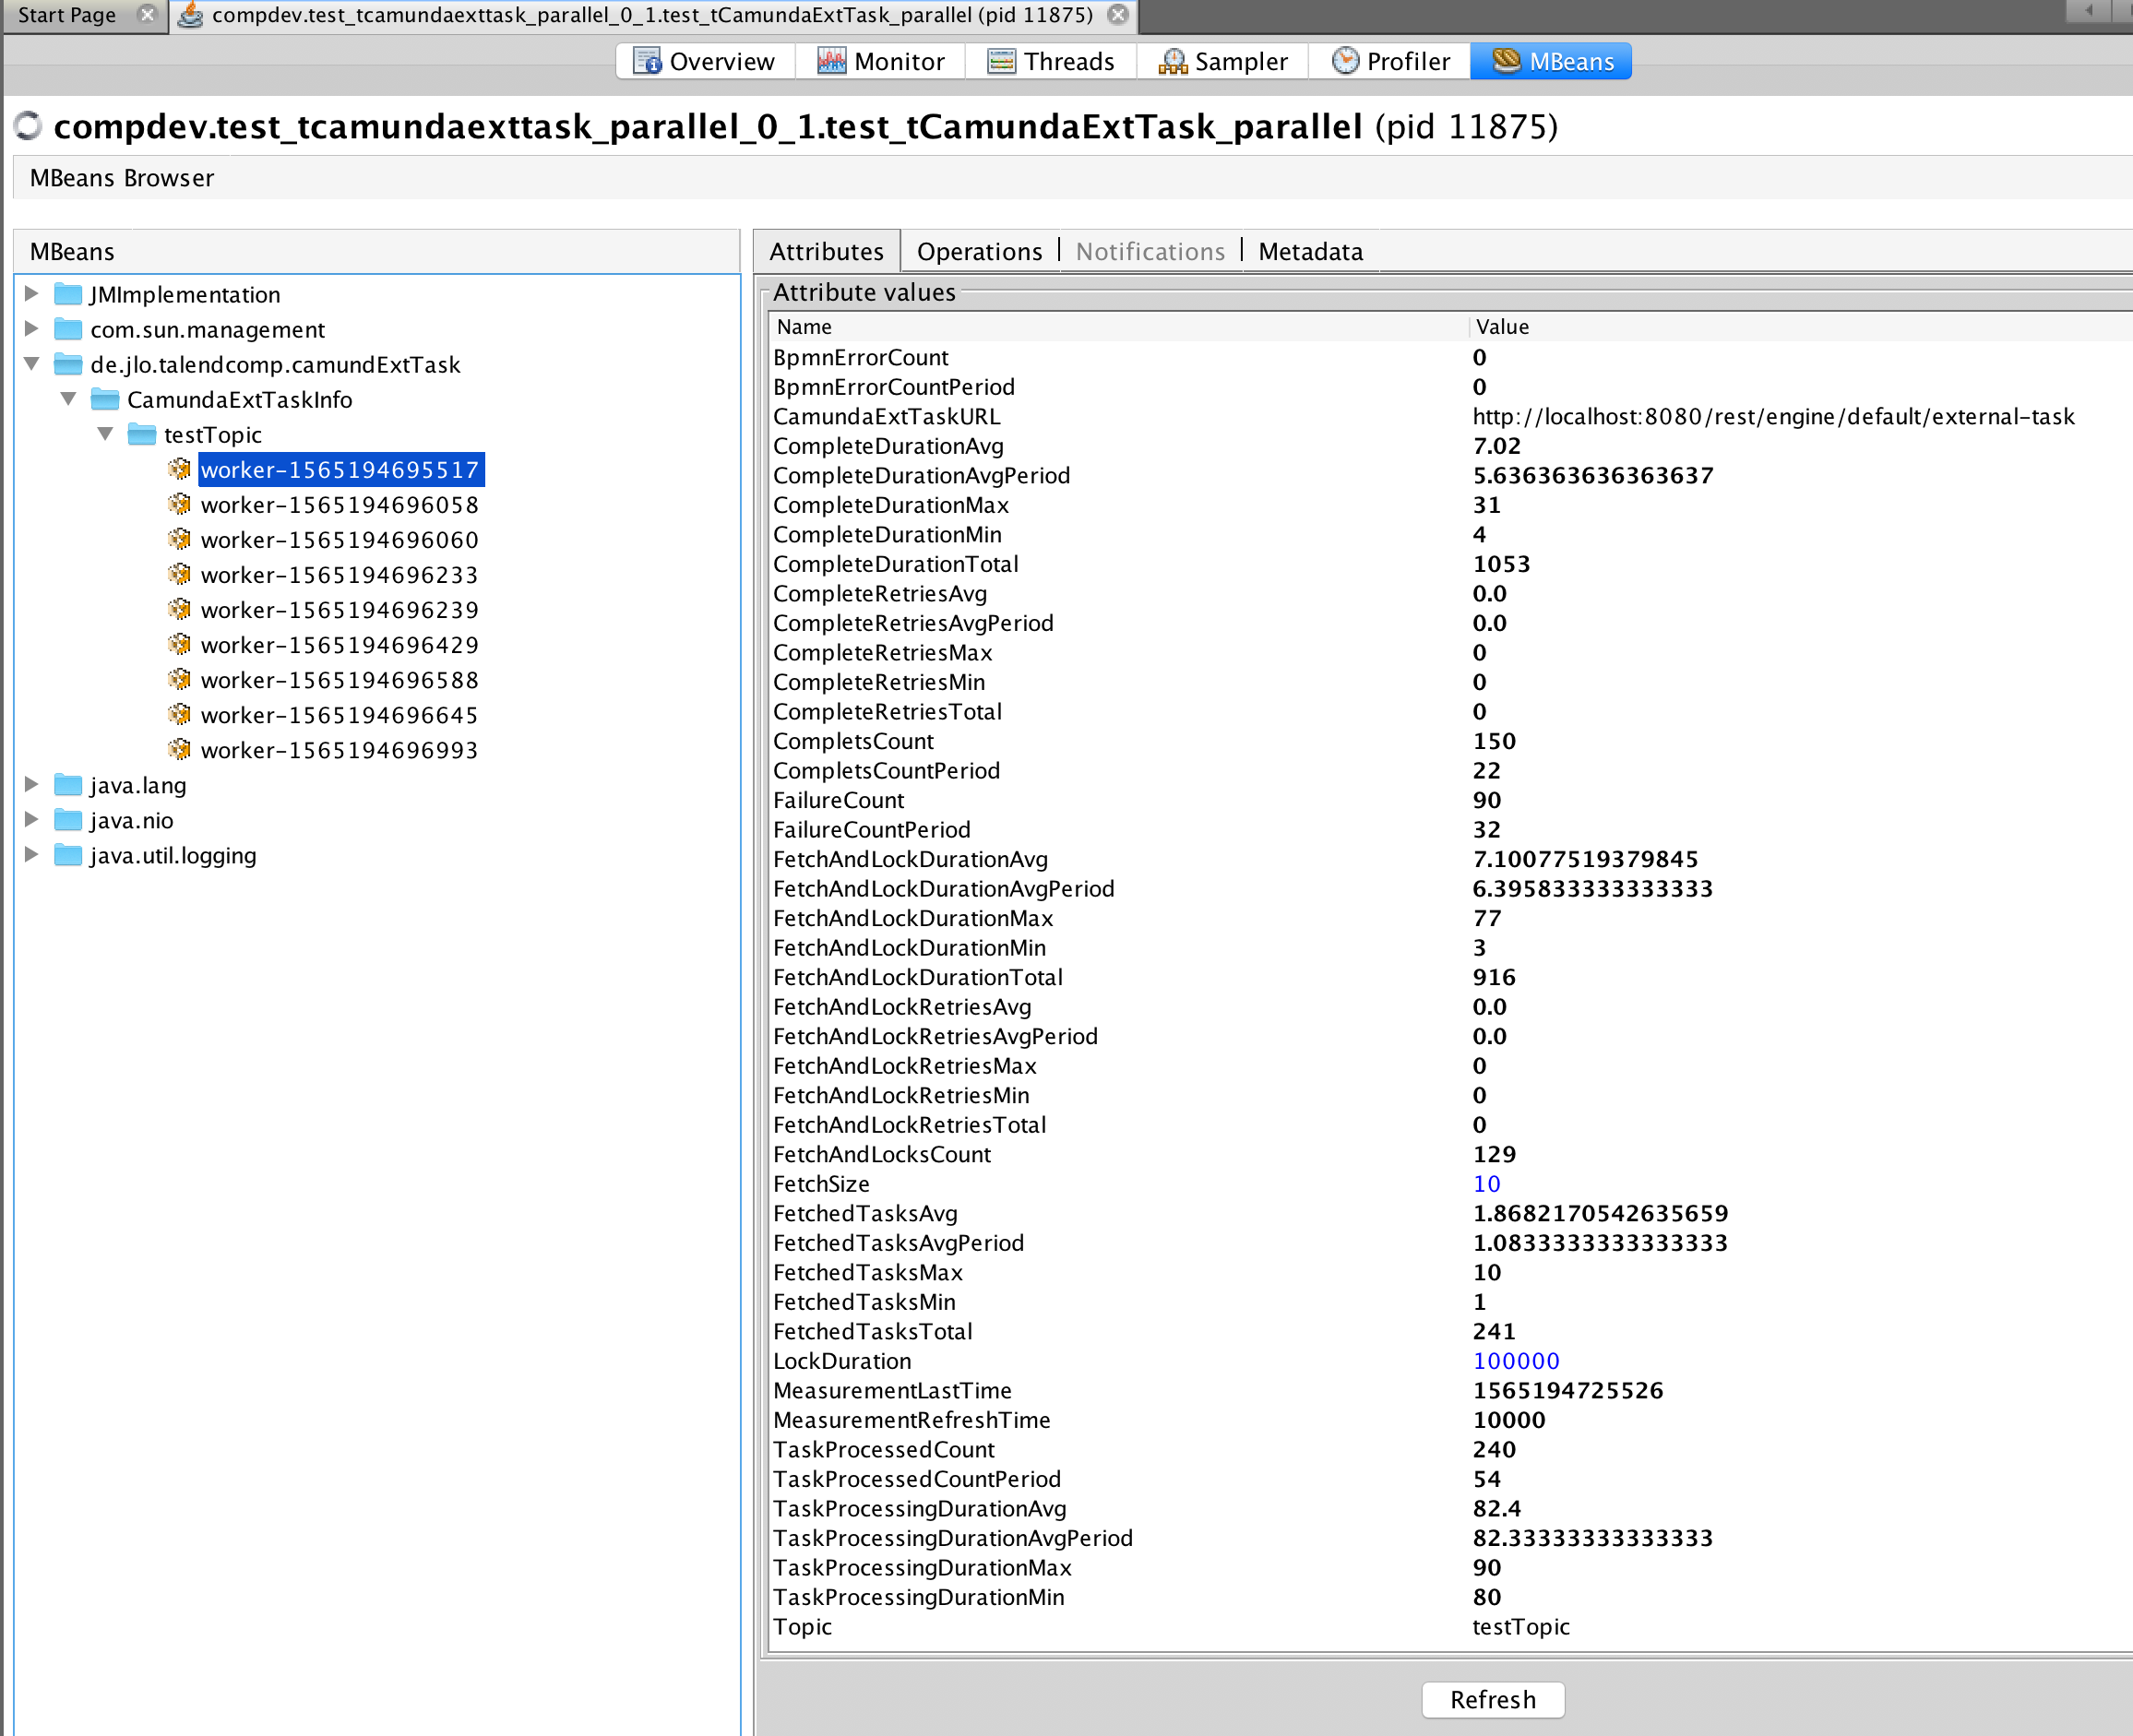 Start Page
compdev.test_tcamundaexttask_parallel_0_1.test_tCamundaExtTask_parallel (pid 11875)
Overview Monitor Threads Sampler Profiler MBeans
compdev.test_tcamundaexttask_parallel_0_1.test_tCamundaExtTask_parallel (pid 11875)
MBeans Browser
MBeans
JMImplementation
com.sun.management
de.jlo.talendcomp.camundExtTask
CamundaExtTaskInfo
testTopic
worker-1565194695517
worker-1565194696058
worker-1565194696060
worker-1565194696233
worker-1565194696239
worker-1565194696429
worker-1565194696588
worker-1565194696645
worker-1565194696993
java.lang
java.nio
java.util.logging
Attributes Operations Notifications Metadata
Attribute values
Name Value
BpmnErrorCount 0
BpmnErrorCountPeriod 0
CamundaExtTaskURL http://localhost:8080/rest/engine/default/external-task
CompleteDurationAvg 7.02
CompleteDurationAvgPeriod 5.636363636363637
CompleteDurationMax 31
CompleteDurationMin 4
CompleteDurationTotal 1053
CompleteRetriesAvg 0.0
CompleteRetriesAvgPeriod 0.0
CompleteRetriesMax 0
CompleteRetriesMin 0
CompleteRetriesTotal 0
CompletsCount 150
CompletsCountPeriod 22
FailureCount 90
FailureCountPeriod 32
FetchAndLockDurationAvg 7.10077519379845
FetchAndLockDurationAvgPeriod 6.395833333333333
FetchAndLockDurationMax 77
FetchAndLockDurationMin 3
FetchAndLockDurationTotal 916
FetchAndLockRetriesAvg 0.0
FetchAndLockRetriesAvgPeriod 0.0
FetchAndLockRetriesMax 0
FetchAndLockRetriesMin 0
FetchAndLockRetriesTotal 0
FetchAndLocksCount 129
FetchSize 10
FetchedTasksAvg 1.8682170542635659
FetchedTasksAvgPeriod 1.0833333333333333
FetchedTasksMax 10
FetchedTasksMin 1
FetchedTasksTotal 241
LockDuration 100000
MeasurementLastTime 1565194725526
MeasurementRefreshTime 10000
TaskProcessedCount 240
TaskProcessedCountPeriod 54
TaskProcessingDurationAvg 82.4
TaskProcessingDurationAvgPeriod 82.33333333333333
TaskProcessingDurationMax 90
TaskProcessingDurationMin 80
Topic testTopic
Refresh